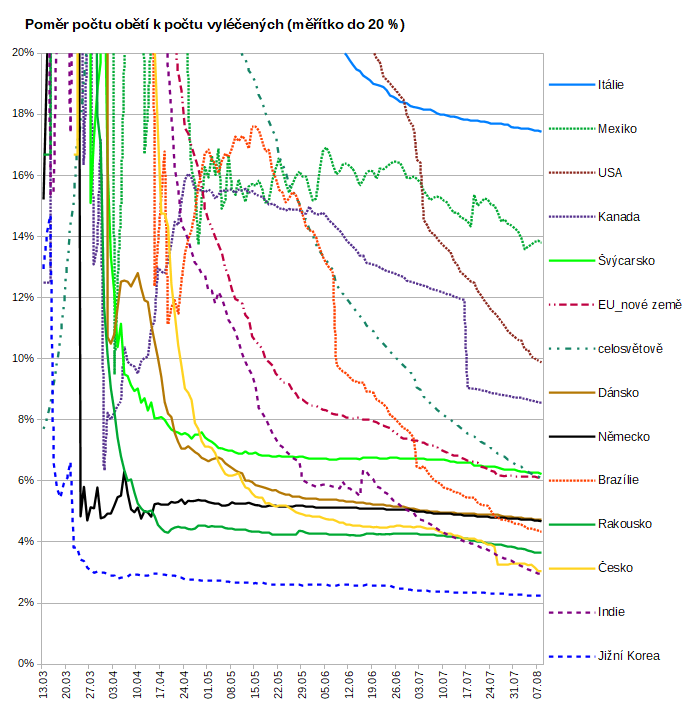 Poměr počtu obětí k počtu vyléčených (měřítko do 20 %)
20%
18%
16%
14%
12%
10%
8%
6%
4%
2%
0%
13.03
20.03
27.03
03.04
10.04
17.04
24.04
01.05
08.05
15.05
22.05
29.05
05.06
12.06
19.06
26.06
03.07
10.07
17.07
24.07
31.07
07.08
Itálie
Mexiko
USA
Kanada
Švýcarsko
EU_nové země
celosvětově
Dánsko
Německo
Brazílie
Rakousko
Česko
Indie
Jižní Korea